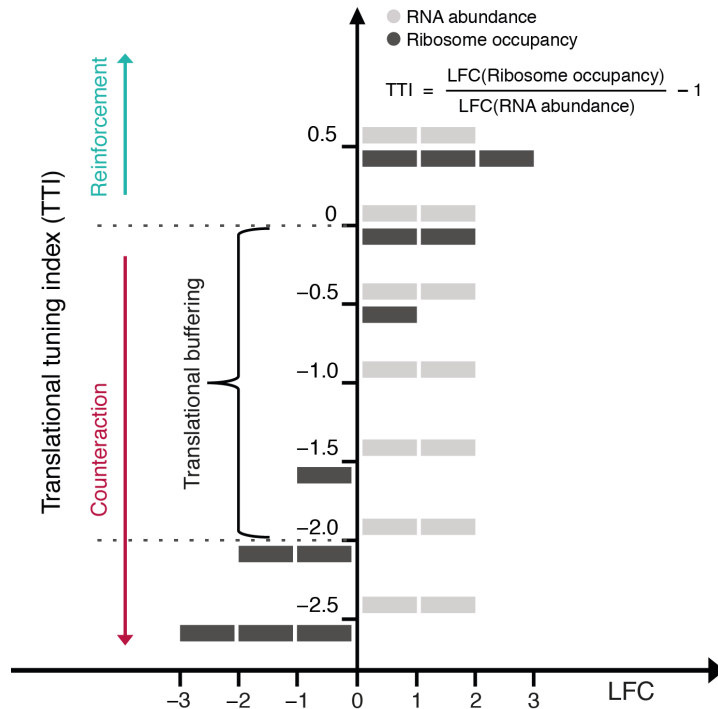 RNA abundance
Ribosome occupancy
TTI = LFC(Ribosome occupancy) / LFC(RNA abundance) − 1
Translational tuning index (TTI)
Reinforcement
Counteraction
Translational buffering
0.5
0
−0.5
−1.0
−1.5
−2.0
−2.5
−3 −2 −1 0 1 2 3
LFC